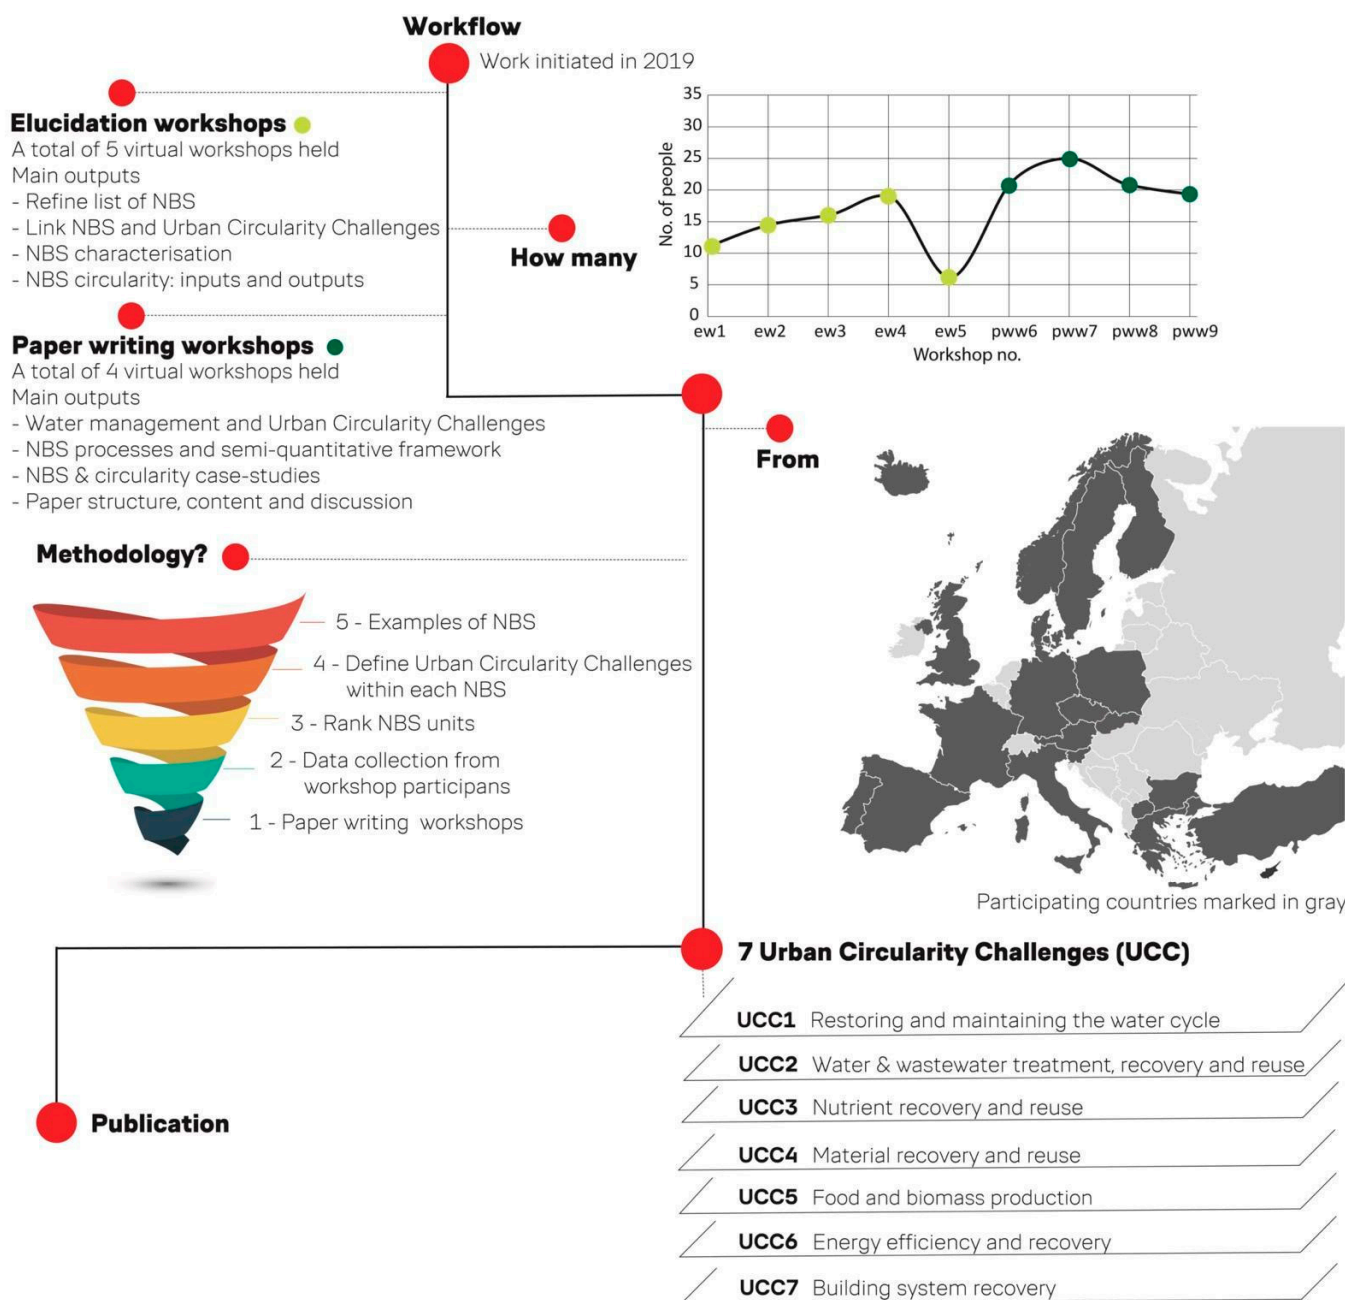 Workflow
Work initiated in 2019
Elucidation workshops
A total of 5 virtual workshops held
Main outputs
- Refine list of NBS
- Link NBS and Urban Circularity Challenges
- NBS characterisation
- NBS circularity: inputs and outputs
How many
No. of people
35
30
25
20
15
10
5
0
ew1 ew2 ew3 ew4 ew5 pww6 pww7 pww8 pww9
Workshop no.
Paper writing workshops
A total of 4 virtual workshops held
Main outputs
- Water management and Urban Circularity Challenges
- NBS processes and semi-quantitative framework
- NBS & circularity case-studies
- Paper structure, content and discussion
From
Participating countries marked in gray
Methodology?
5 - Examples of NBS
4 - Define Urban Circularity Challenges
within each NBS
3 - Rank NBS units
2 - Data collection from
workshop participans
1 - Paper writing workshops
7 Urban Circularity Challenges (UCC)
UCC1 Restoring and maintaining the water cycle
UCC2 Water & wastewater treatment, recovery and reuse
UCC3 Nutrient recovery and reuse
UCC4 Material recovery and reuse
UCC5 Food and biomass production
UCC6 Energy efficiency and recovery
UCC7 Building system recovery
Publication